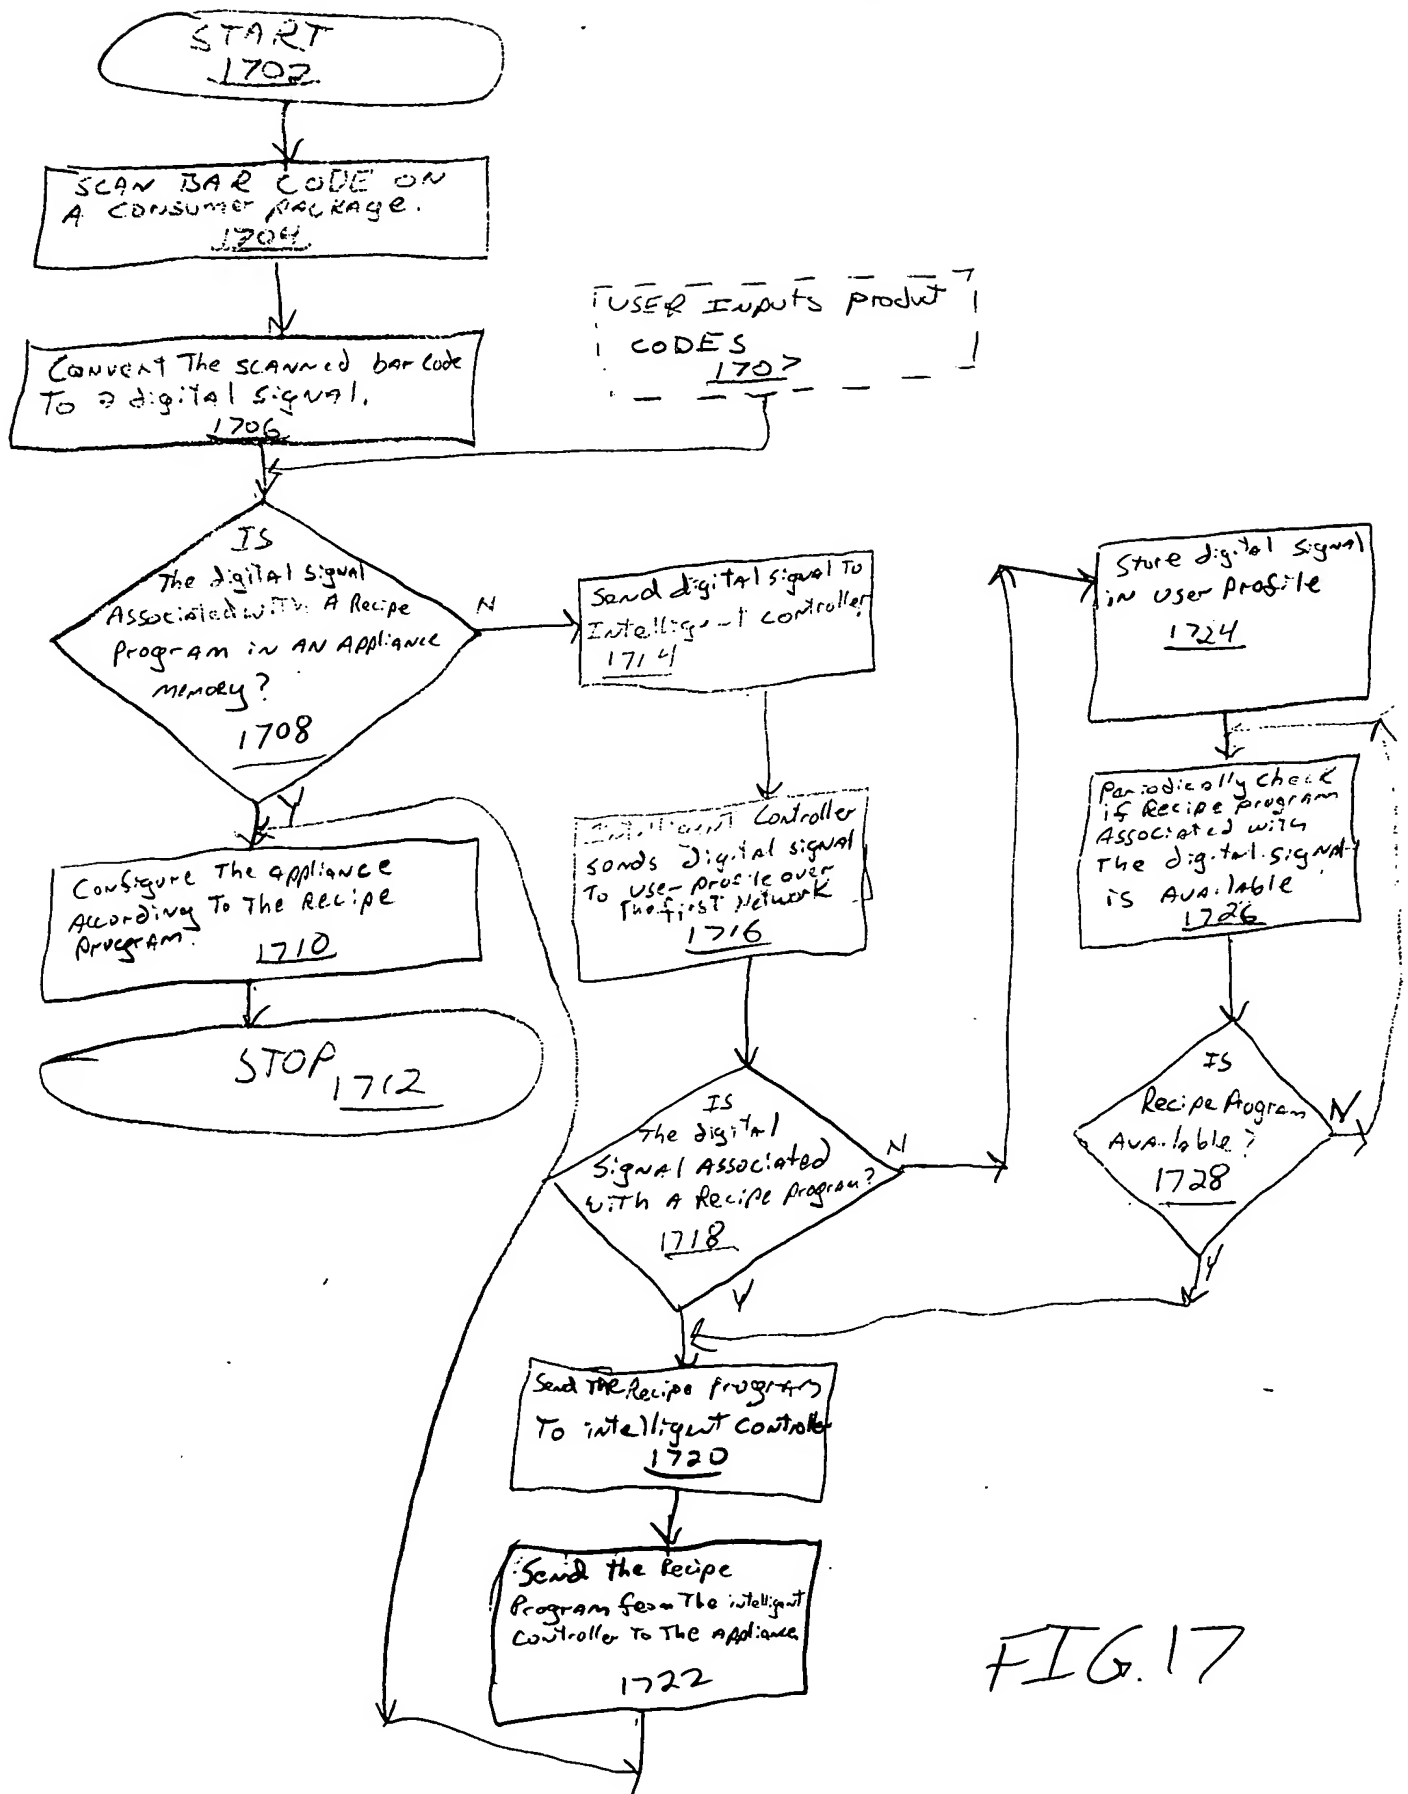 START
1702
SCAN BAR CODE ON
A CONSUMER PACKAGE.
1704
USER INPUTS product
CODES
1707
CONVERT The SCANNED bar Code
TO a digital SigNAL.
1706
IS
The digital Signal
Associated with A Recipe
Program in AN Appliance
memory?
1708
N
Y
Send digital signal To
Intelligent controller
1714
Store digital signal
in user profile
1724
Configure The appliance
According To The Recipe
program.
1710
STOP 1712
Intelligent Controller
sends digital signal
To user profile over
The first Network
1716
Periodically check
if Recipe program
Associated with
The digital signal
is Available
1726
IS
The digital
Signal Associated
with A Recipe program?
1718
N
Y
IS
Recipe Program
Available?
1728
N
Y
Send The Recipe Program
To intelligent Controller
1720
Send the Recipe
Program from The intelligent
Controller To The Appliance
1722
FIG. 17